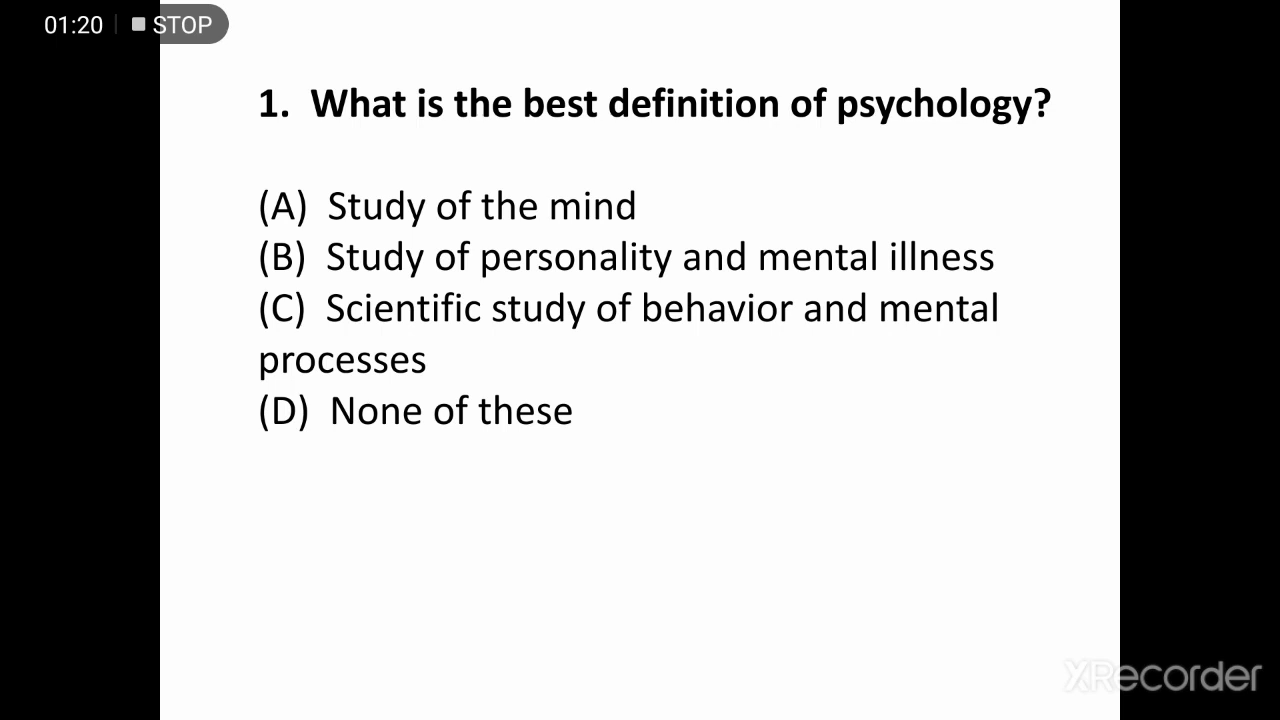 01:20 STOP
1. What is the best definition of psychology?
(A) Study of the mind
(B) Study of personality and mental illness
(C) Scientific study of behavior and mental
processes
(D) None of these
XRecorder